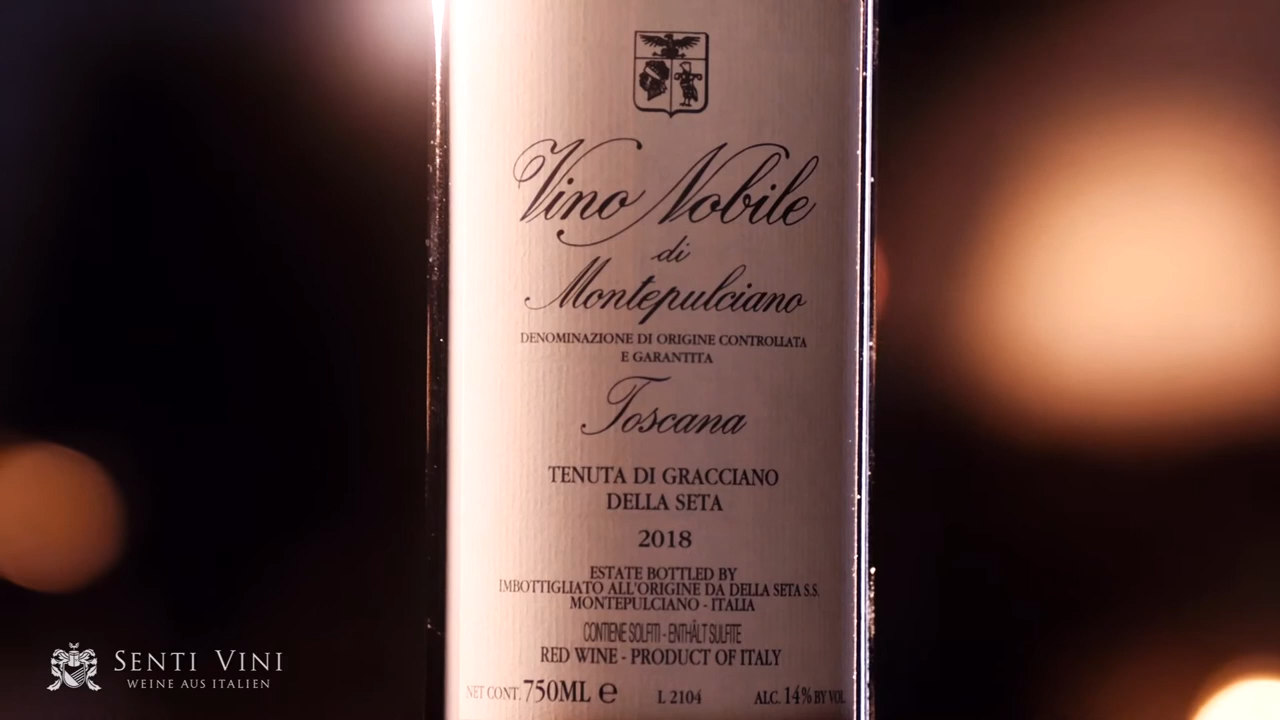 Vino Nobile
di
Montepulciano
DENOMINAZIONE DI ORIGINE CONTROLLATA
E GARANTITA
Toscana
TENUTA DI GRACCIANO
DELLA SETA
2018
ESTATE BOTTLED BY
IMBOTTIGLIATO ALL'ORIGINE DA DELLA SETA S.S.
MONTEPULCIANO - ITALIA
CONTIENE SOLFITI - ENTHÄLT SULFITE
RED WINE - PRODUCT OF ITALY
NET CONT. 750ML e L 2104 ALC. 14% BY VOL
SENTI VINI
WEINE AUS ITALIEN